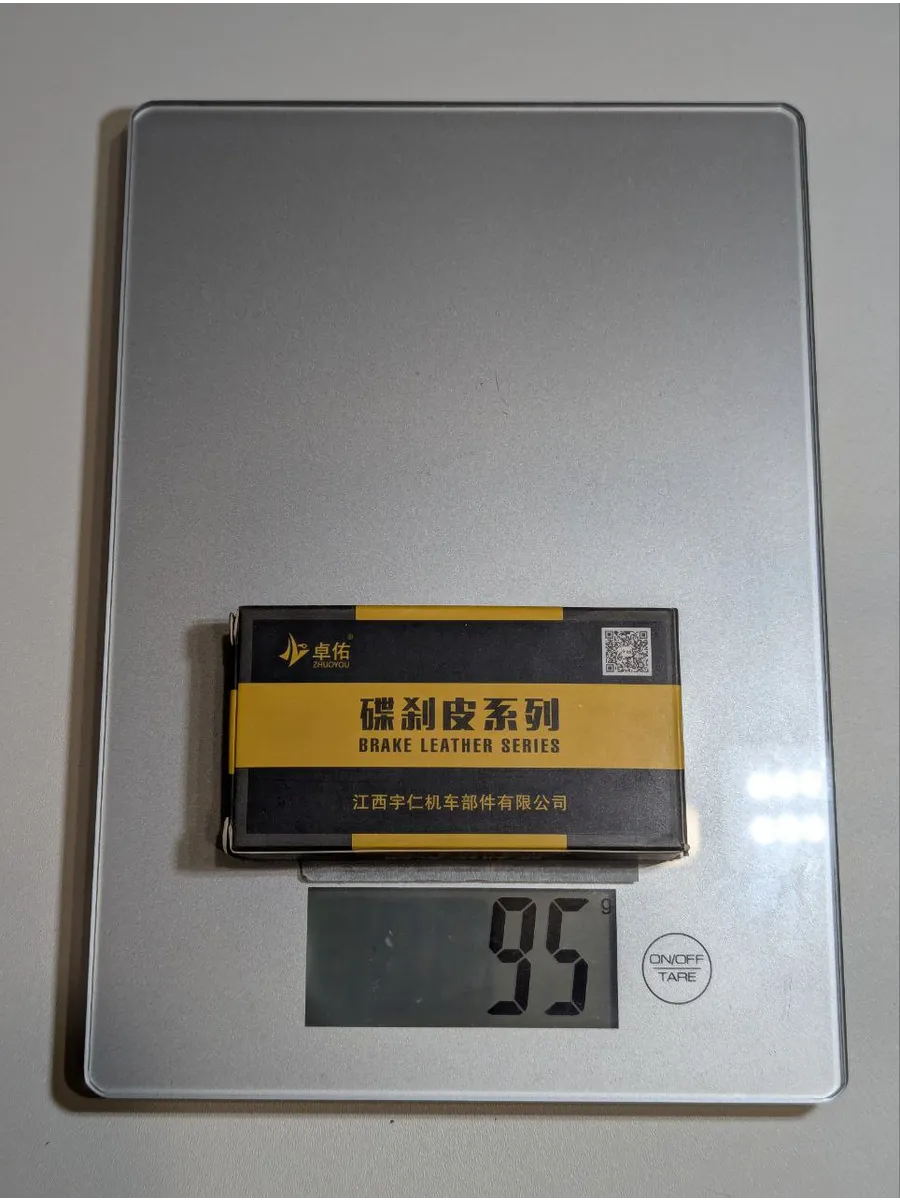 卓佑®
ZHUOYOU
碟刹皮系列
BRAKE LEATHER SERIES
江西宇仁机车部件有限公司
95 g
ON/OFF
TARE